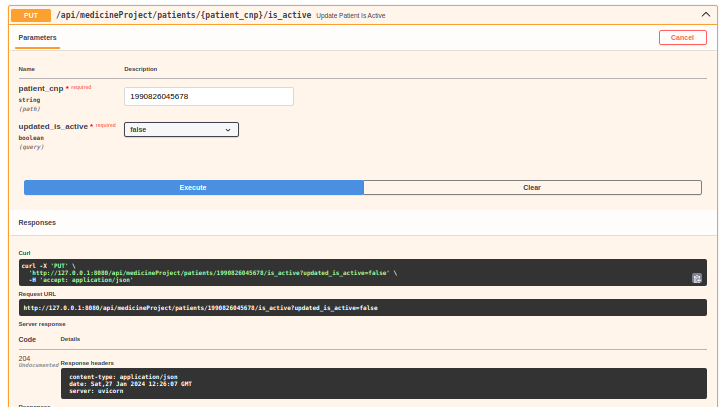 PUT /api/medicineProject/patients/{patient_cnp}/is_active Update Patient Is Active
Parameters Cancel
Name Description
patient_cnp * required 1990826045678
string
(path)
updated_is_active * required false
boolean
(query)
Execute Clear
Responses
Curl
curl -X 'PUT' \
'http://127.0.0.1:8080/api/medicineProject/patients/1990826045678/is_active?updated_is_active=false' \
-H 'accept: application/json'
Request URL
http://127.0.0.1:8080/api/medicineProject/patients/1990826045678/is_active?updated_is_active=false
Server response
Code Details
204
Undocumented Response headers
content-type: application/json
date: Sat,27 Jan 2024 12:26:07 GMT
server: uvicorn
Responses